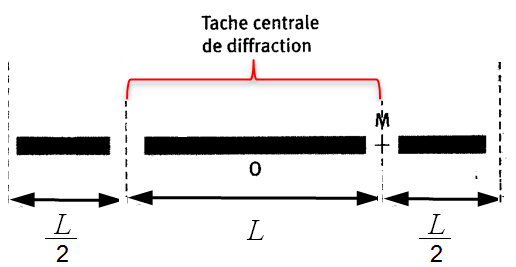 Tache centrale
de diffraction
M
O
L/2 L L/2